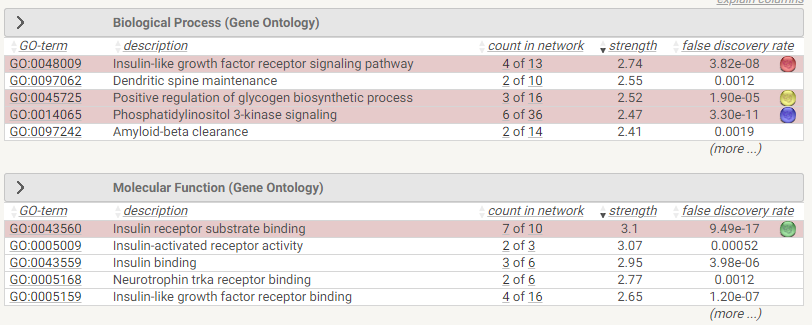 explain columns
Biological Process (Gene Ontology)
GO-term description count in network strength false discovery rate
GO:0048009 Insulin-like growth factor receptor signaling pathway 4 of 13 2.74 3.82e-08
GO:0097062 Dendritic spine maintenance 2 of 10 2.55 0.0012
GO:0045725 Positive regulation of glycogen biosynthetic process 3 of 16 2.52 1.90e-05
GO:0014065 Phosphatidylinositol 3-kinase signaling 6 of 36 2.47 3.30e-11
GO:0097242 Amyloid-beta clearance 2 of 14 2.41 0.0019
(more ...)
Molecular Function (Gene Ontology)
GO-term description count in network strength false discovery rate
GO:0043560 Insulin receptor substrate binding 7 of 10 3.1 9.49e-17
GO:0005009 Insulin-activated receptor activity 2 of 3 3.07 0.00052
GO:0043559 Insulin binding 3 of 6 2.95 3.98e-06
GO:0005168 Neurotrophin trka receptor binding 2 of 6 2.77 0.0012
GO:0005159 Insulin-like growth factor receptor binding 4 of 16 2.65 1.20e-07
(more ...)